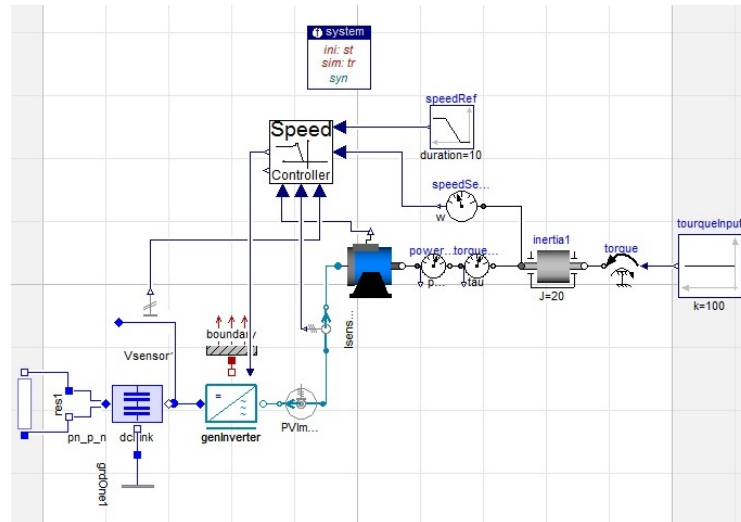 system
ini: st
sim: tr
syn
speedRef
duration=10
Speed
Controller
speedSe...
w
inertia1
J=20
torque
tourqueInput
k=100
power...
p...
torque...
tau
Isens...
boundary
Vsensor
res1
pn_p_n
dclink
grdOne1
genInverter
PVIm...